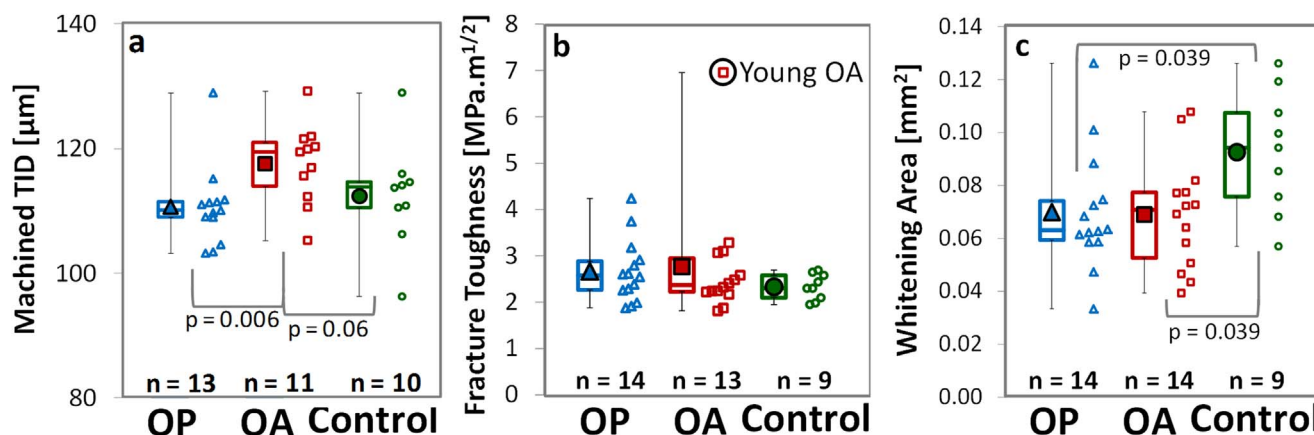 a
Machined TID [µm]
140
120
100
80
p = 0.006
p = 0.06
n = 13
n = 11
n = 10
OP
OA
Control
b
Fracture Toughness [MPa.m1/2]
8
7
6
5
4
3
2
1
0
Young OA
n = 14
n = 13
n = 9
OP
OA
Control
c
Whitening Area [mm2]
0.14
0.12
0.10
0.08
0.06
0.04
0.02
0.00
p = 0.039
p = 0.039
n = 14
n = 14
n = 9
OP
OA
Control